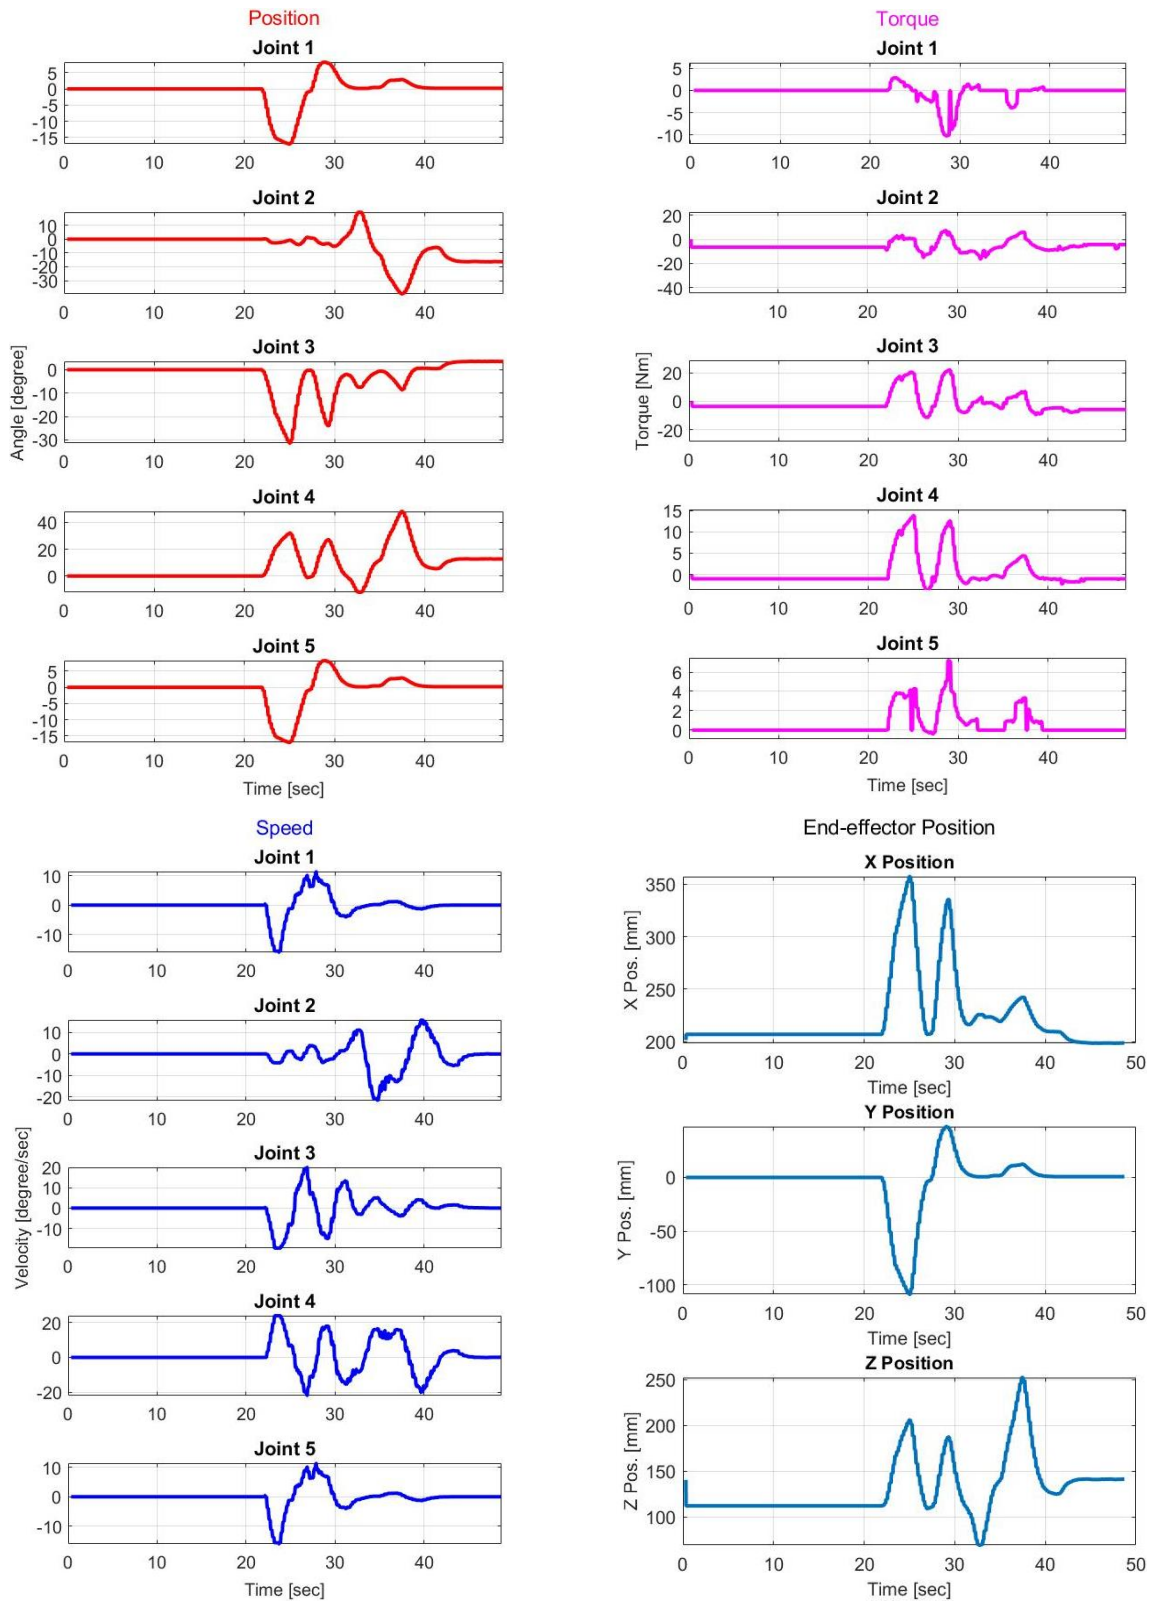 Position
Joint 1
5
0
-5
-10
-15
0 10 20 30 40
Joint 2
10
0
-10
-20
-30
0 10 20 30 40
Joint 3
0
-10
-20
-30
0 10 20 30 40
Angle [degree]
Joint 4
40
20
0
0 10 20 30 40
Joint 5
5
0
-5
-10
-15
0 10 20 30 40
Time [sec]
Torque
Joint 1
5
0
-5
-10
0 10 20 30 40
Joint 2
20
0
-20
-40
10 20 30 40
Joint 3
20
0
-20
0 10 20 30 40
Torque [Nm]
Joint 4
15
10
5
0
0 10 20 30 40
Joint 5
6
4
2
0
0 10 20 30 40
Time [sec]
Speed
Joint 1
10
0
-10
0 10 20 30 40
Joint 2
10
0
-10
-20
0 10 20 30 40
Joint 3
20
10
0
-10
0 10 20 30 40
Velocity [degree/sec]
Joint 4
20
0
-20
0 10 20 30 40
Joint 5
10
0
-10
0 10 20 30 40
Time [sec]
End-effector Position
X Position
350
300
250
200
X Pos. [mm]
0 10 20 30 40 50
Time [sec]
Y Position
0
-50
-100
Y Pos. [mm]
0 10 20 30 40 50
Time [sec]
Z Position
250
200
150
100
Z Pos. [mm]
0 10 20 30 40 50
Time [sec]